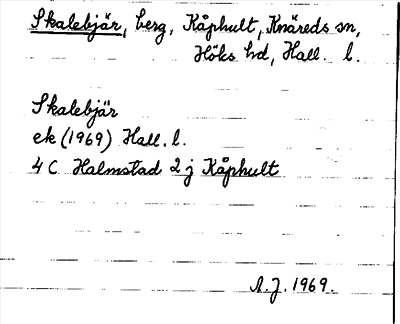 Skalebjär, berg, Kåphult, Knäreds sn,
Höks hd, Hall. l.
Skalebjär
ek (1969) Hall. l.
4 C Halmstad 2 j Kåphult
A.J. 1969.